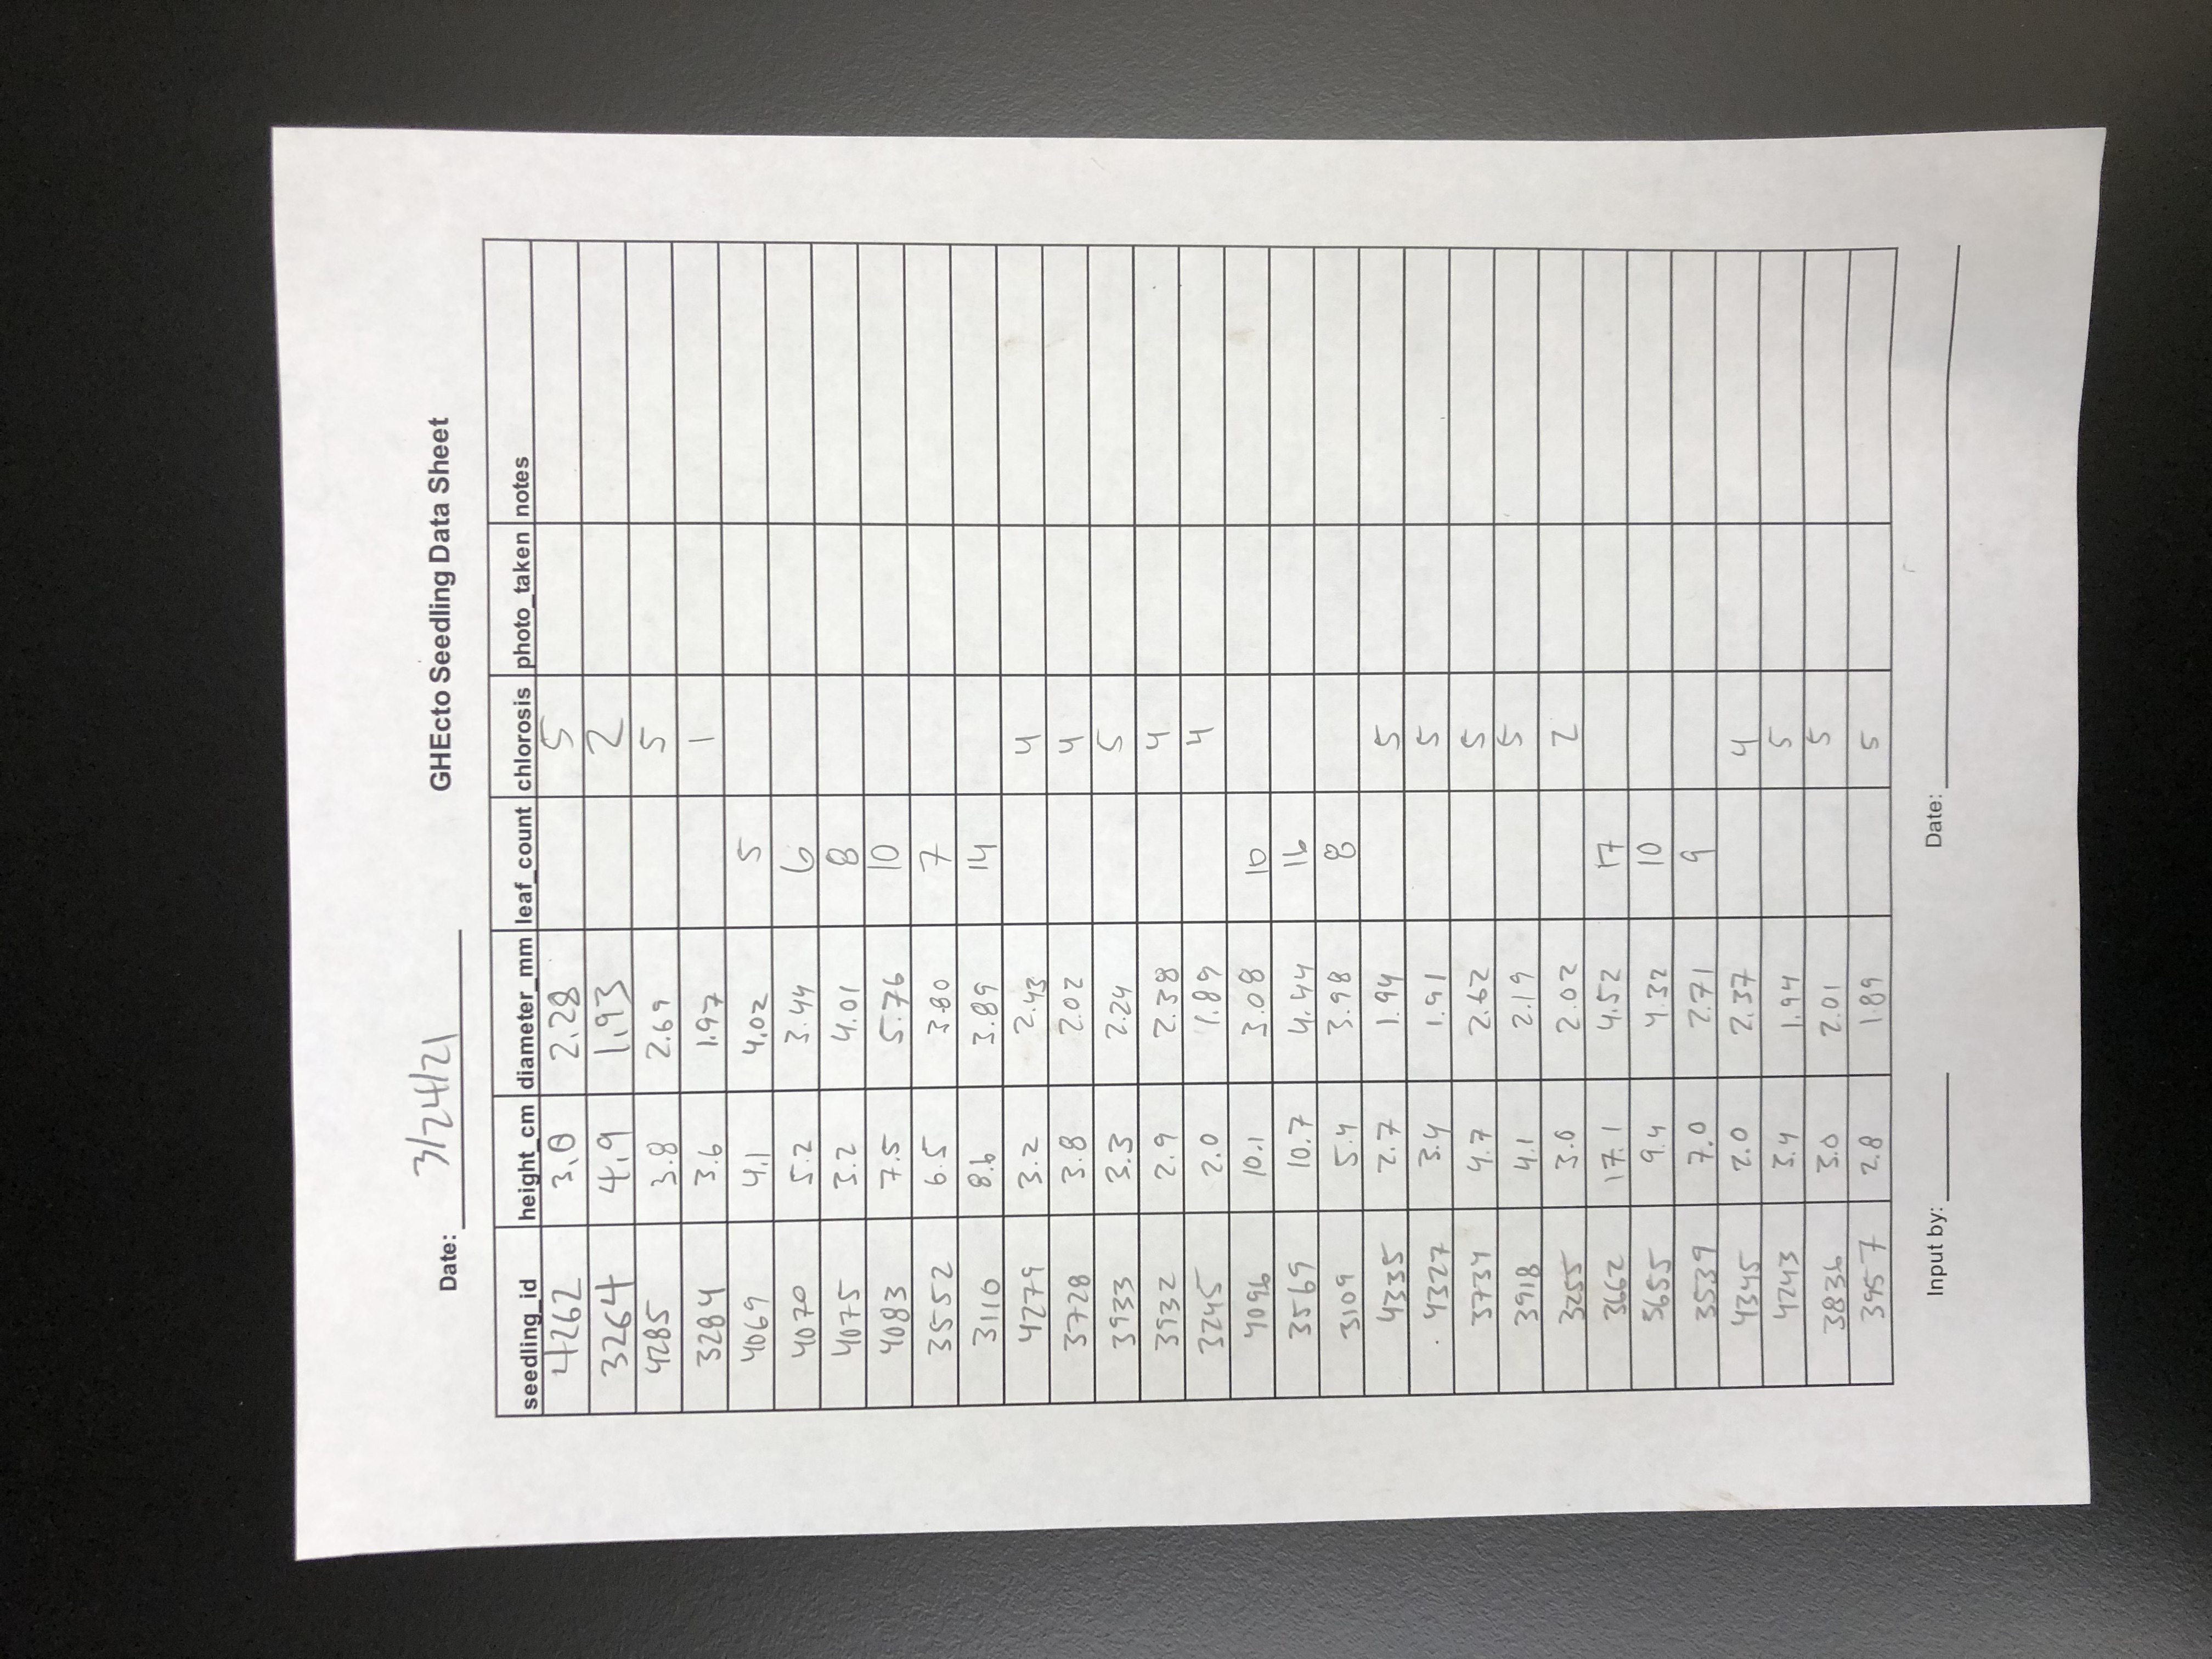 Date: 3/24/21 GHEcto Seedling Data Sheet
seedling_id height_cm diameter_mm leaf_count chlorosis photo_taken notes
4262 3.0 2.28 5
3264 4.9 1.93 2
4285 3.8 2.69 5
3284 3.6 1.97 1
4069 4.1 4.02 5
4070 5.2 3.44 6
4075 3.2 4.01 8
4083 7.5 5.76 10
3552 6.5 3.80 7
3110 8.6 3.89 14
4279 3.2 2.43 4
3728 3.8 2.02 4
3933 3.3 2.24 5
3932 2.9 2.38 4
3245 2.0 1.89 4
4096 10.1 3.08 10
3569 10.7 4.44 16
3109 5.4 3.98 8
4335 2.7 1.94 5
4327 3.4 1.91 5
3734 4.7 2.62 5
3918 4.1 2.19 5
3255 3.0 2.02 2
3662 17.1 4.52 17
3655 9.4 4.32 10
3539 7.0 2.71 9
4345 2.0 2.37 4
4243 3.4 1.94 5
3836 3.0 2.01 5
3957 2.8 1.89 5
Input by: Date: